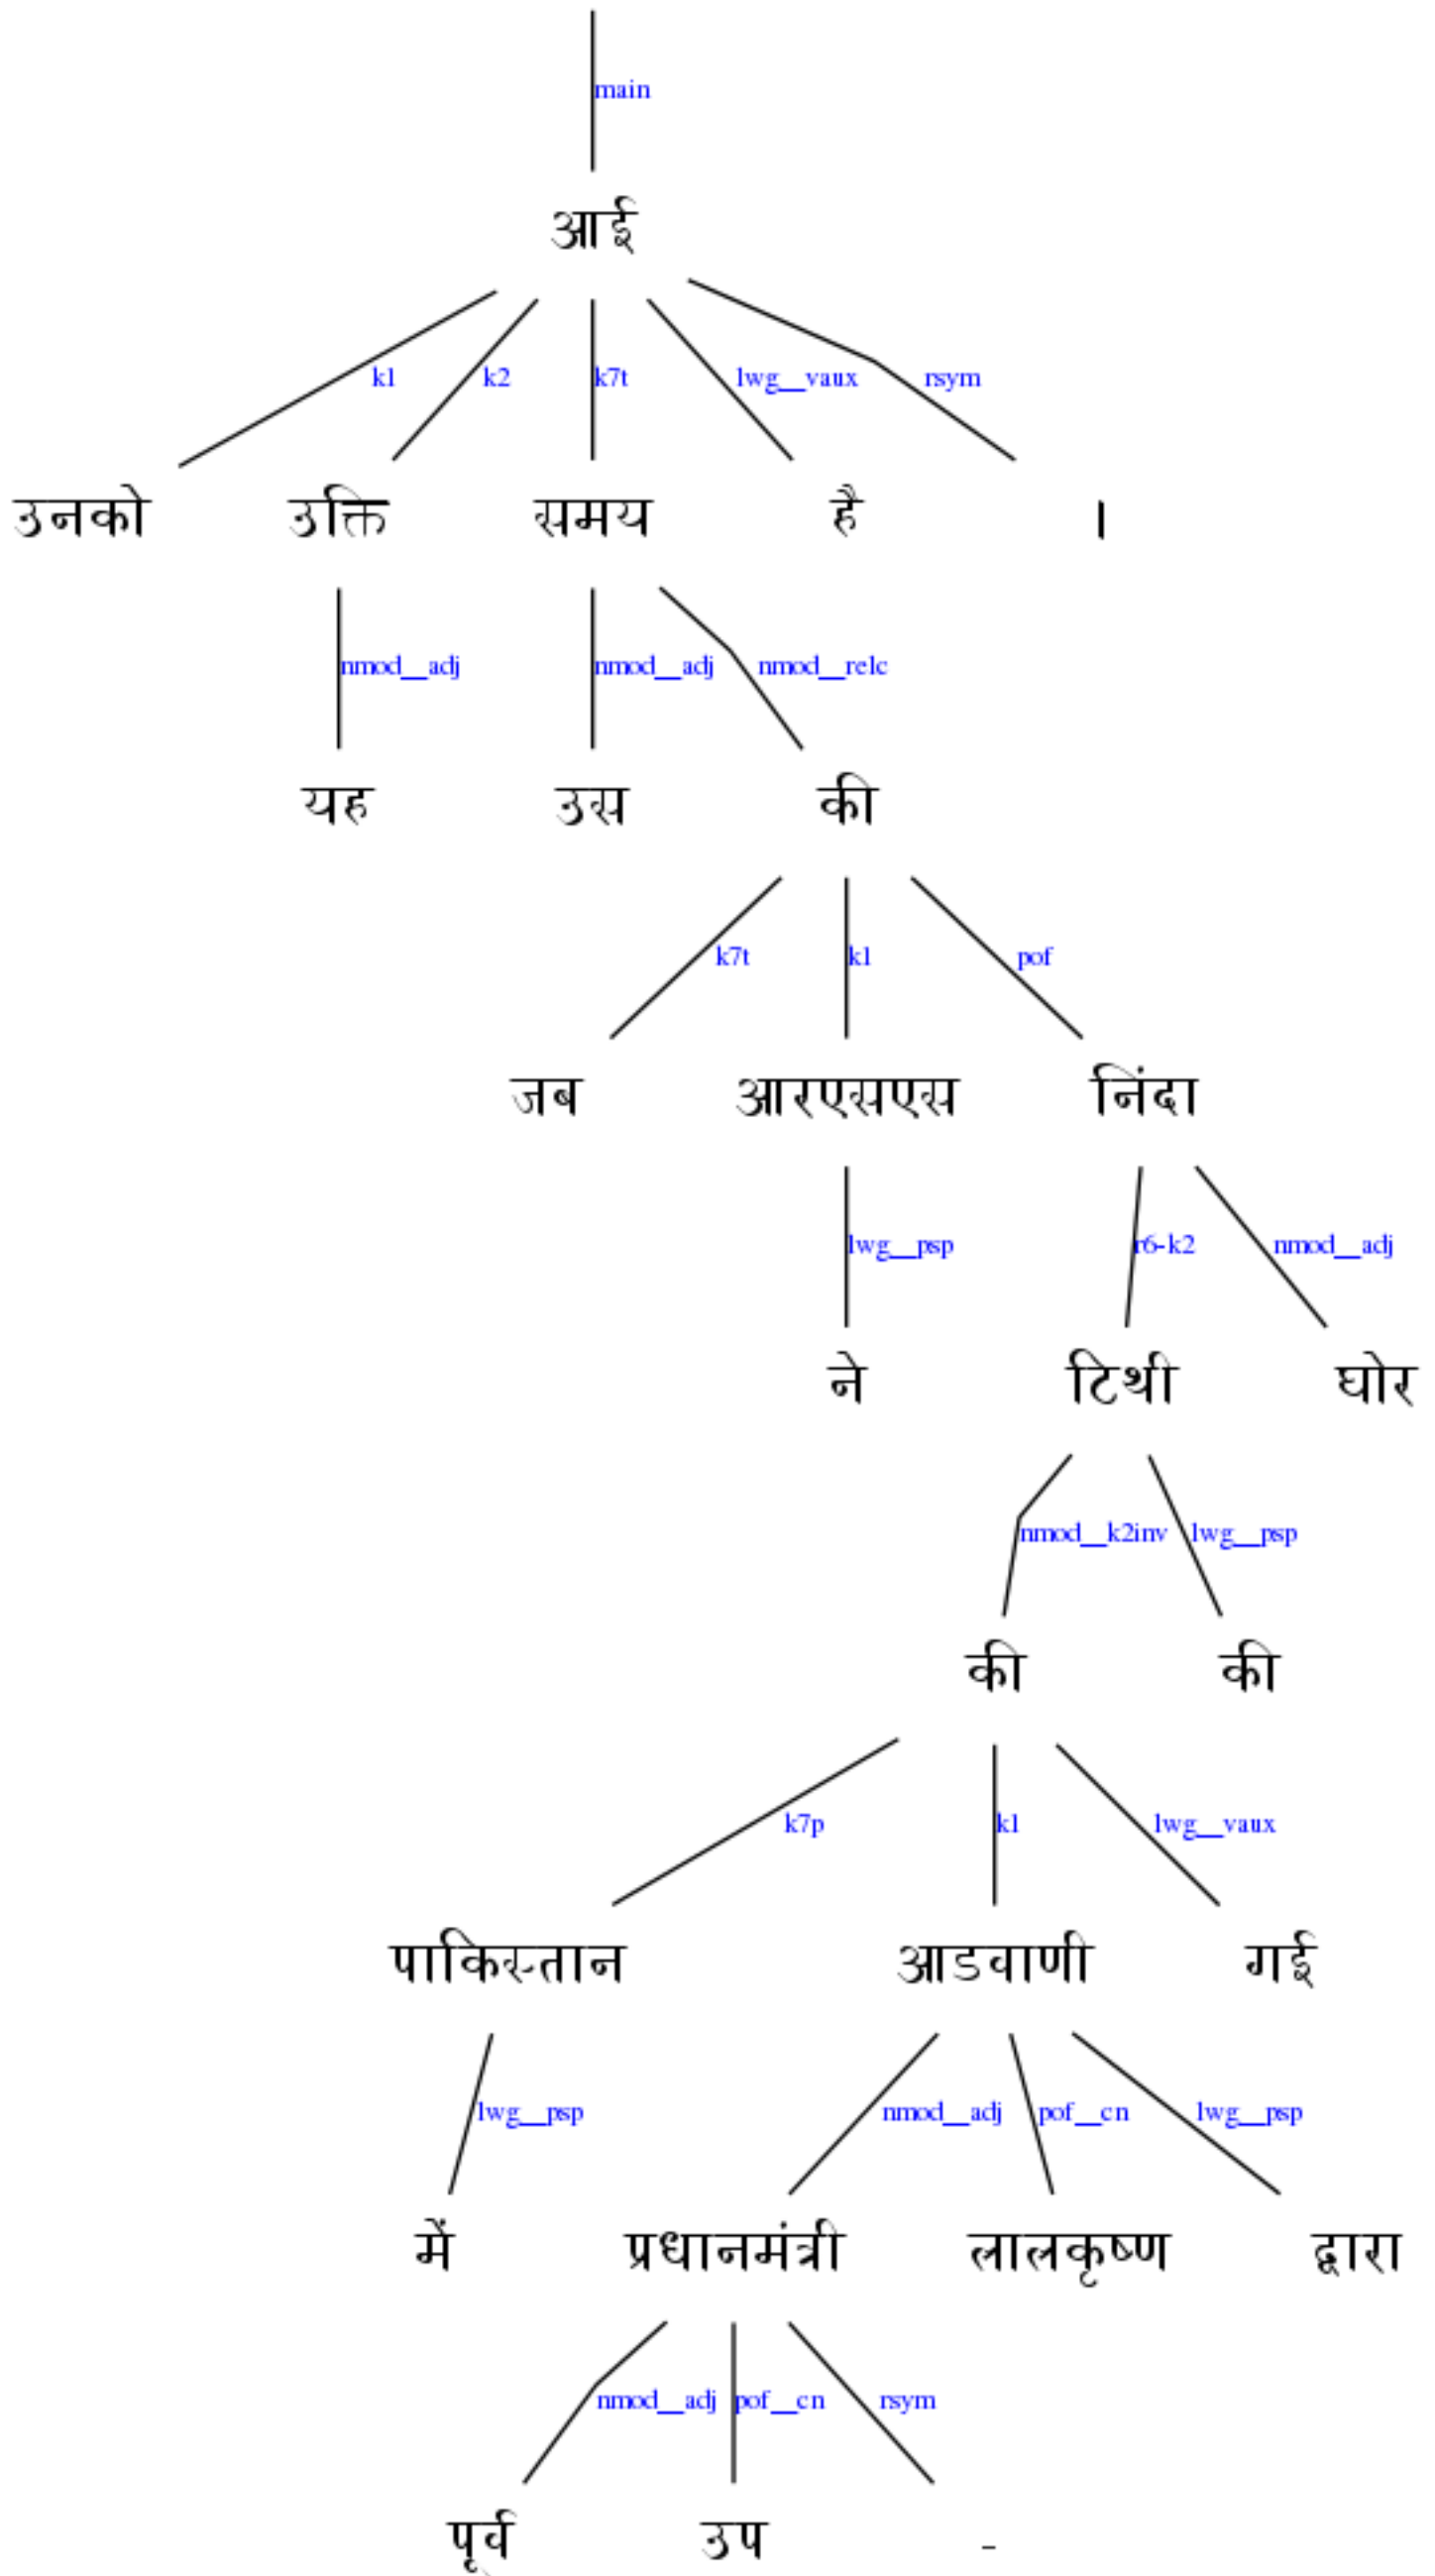 main
आई
k1 k2 k7t lwg__vaux rsym
उनको उक्ति समय है ।
nmod__adj nmod__adj nmod__relc
यह उस की
k7t k1 pof
जब आरएसएस निंदा
lwg__psp r6-k2 nmod__adj
ने टिथी घोर
nmod__k2inv lwg__psp
की की
k7p k1 lwg__vaux
पाकिस्तान आडवाणी गई
lwg__psp nmod__adj pof__cn lwg__psp
में प्रधानमंत्री लालकृष्ण द्वारा
nmod__adj pof__cn rsym
पूर्व उप -